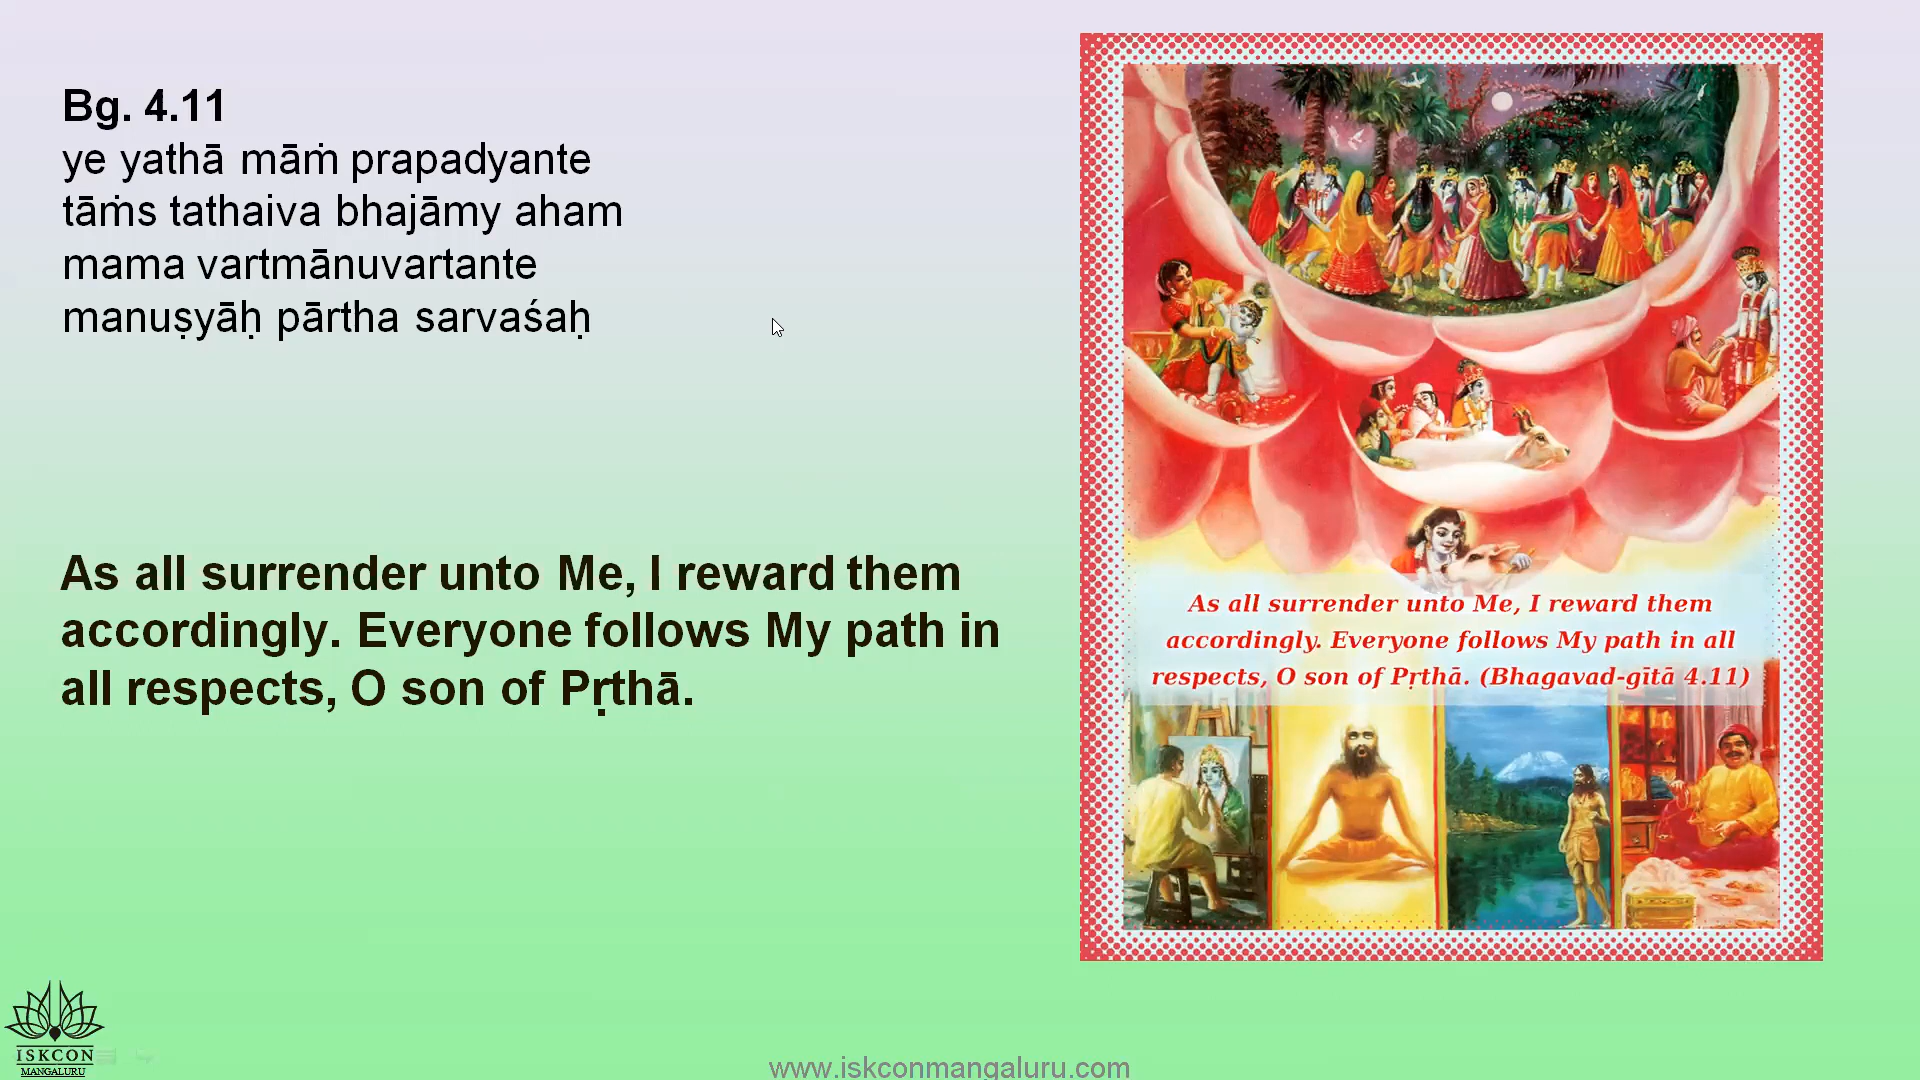 Bg. 4.11
ye yathā māṁ prapadyante
tāṁs tathaiva bhajāmy aham
mama vartmānuvartante
manuṣyāḥ pārtha sarvaśaḥ
As all surrender unto Me, I reward them
accordingly. Everyone follows My path in
all respects, O son of Pṛthā.
As all surrender unto Me, I reward them
accordingly. Everyone follows My path in all
respects, O son of Pṛthā. (Bhagavad-gītā 4.11)
ISKCON
MANGALURU
www.iskconmangaluru.com